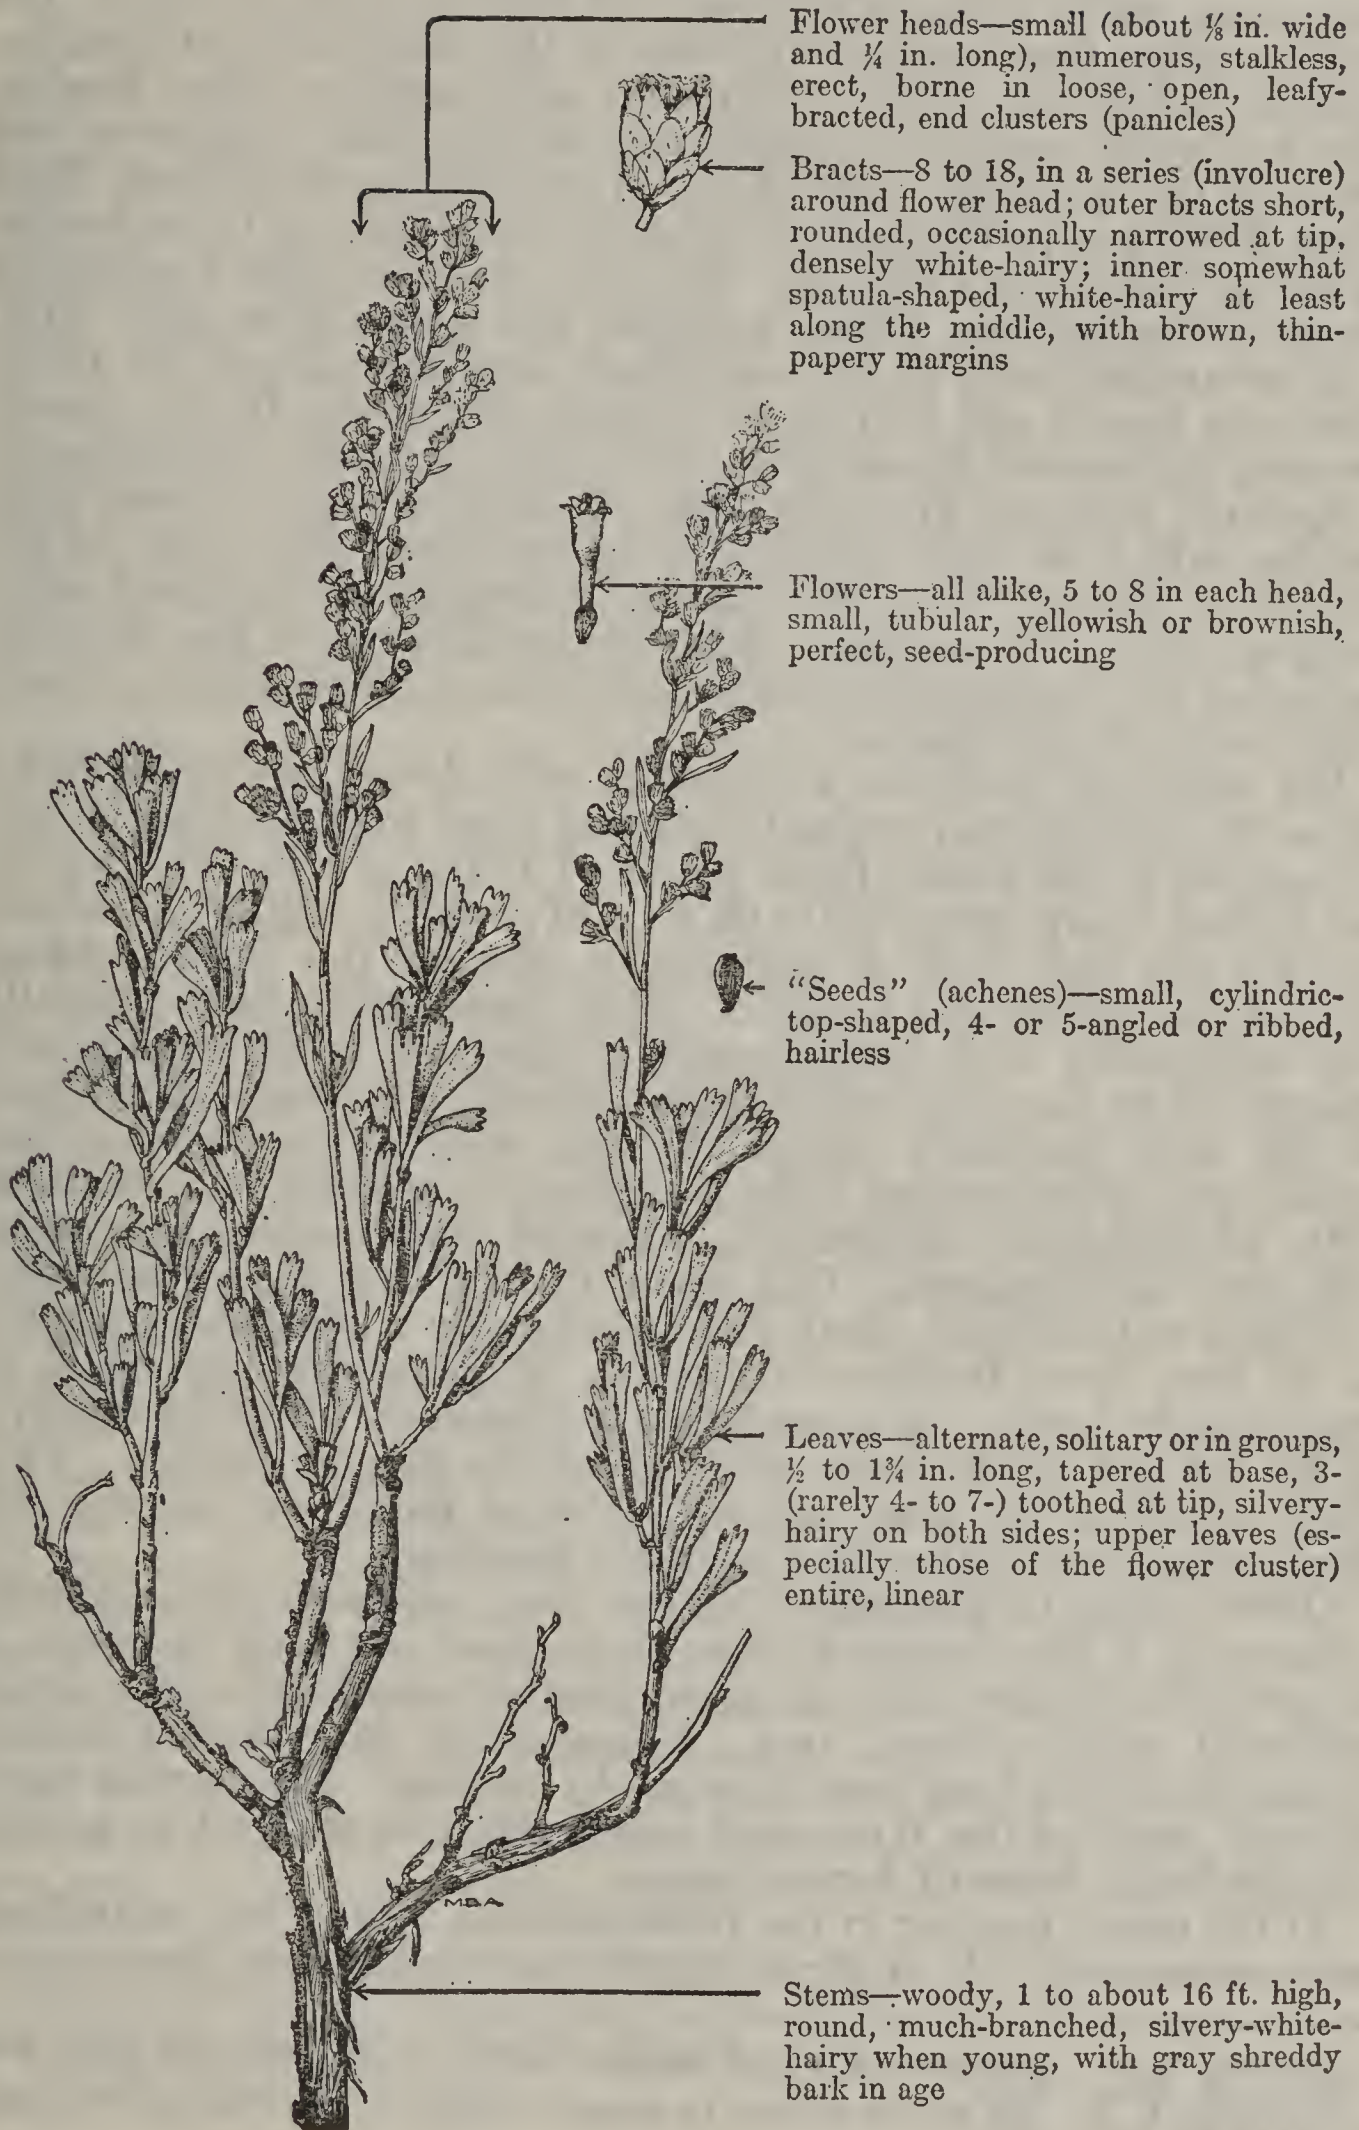 Flower heads—small (about ⅛ in. wide
and ¼ in. long), numerous, stalkless,
erect, borne in loose, open, leafy-
bracted, end clusters (panicles)
Bracts—8 to 18, in a series (involucre)
around flower head; outer bracts short,
rounded, occasionally narrowed at tip,
densely white-hairy; inner somewhat
spatula-shaped, white-hairy at least
along the middle, with brown, thin-
papery margins
Flowers—all alike, 5 to 8 in each head,
small, tubular, yellowish or brownish,
perfect, seed-producing
"Seeds" (achenes)—small, cylindric-
top-shaped, 4- or 5-angled or ribbed,
hairless
Leaves—alternate, solitary or in groups,
½ to 1¾ in. long, tapered at base, 3-
(rarely 4- to 7-) toothed at tip, silvery-
hairy on both sides; upper leaves (es-
pecially those of the flower cluster)
entire, linear
MBA
Stems—woody, 1 to about 16 ft. high,
round, much-branched, silvery-white-
hairy when young, with gray shreddy
bark in age